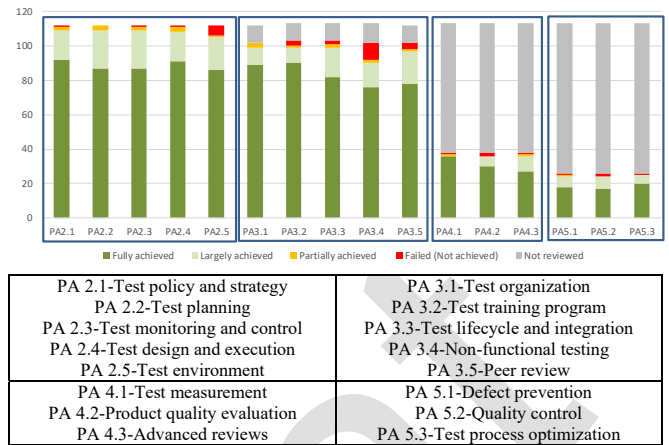 120
100
80
60
40
20
0
PA2.1 PA2.2 PA2.3 PA2.4 PA2.5 PA3.1 PA3.2 PA3.3 PA3.4 PA3.5 PA4.1 PA4.2 PA4.3 PA5.1 PA5.2 PA5.3
Fully achieved Largely achieved Partially achieved Failed (Not achieved) Not reviewed
PA 2.1-Test policy and strategy
PA 2.2-Test planning
PA 2.3-Test monitoring and control
PA 2.4-Test design and execution
PA 2.5-Test environment
PA 3.1-Test organization
PA 3.2-Test training program
PA 3.3-Test lifecycle and integration
PA 3.4-Non-functional testing
PA 3.5-Peer review
PA 4.1-Test measurement
PA 4.2-Product quality evaluation
PA 4.3-Advanced reviews
PA 5.1-Defect prevention
PA 5.2-Quality control
PA 5.3-Test process optimization